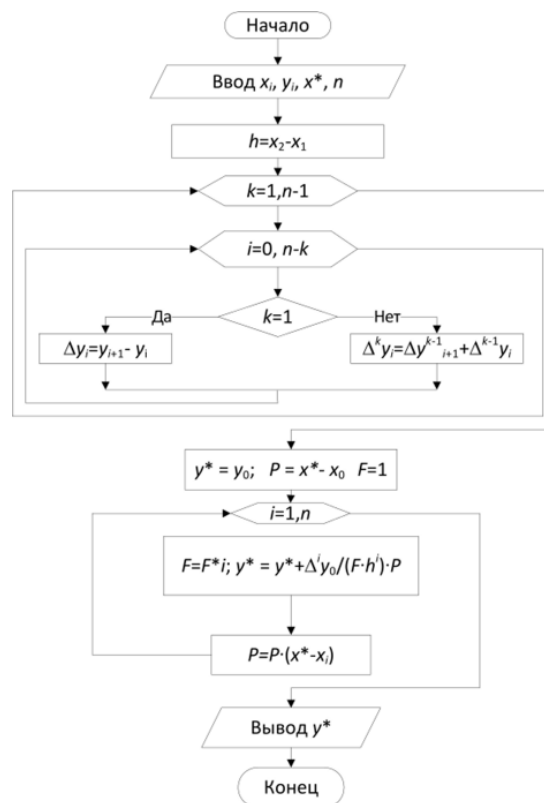 Начало
Ввод xᵢ, yᵢ, x*, n
h=x₂-x₁
k=1,n-1
i=0, n-k
Да
k=1
Нет
Δyᵢ=yᵢ₊₁- yᵢ
Δᵏyᵢ=Δyᵏ⁻¹ᵢ₊₁+Δᵏ⁻¹yᵢ
y* = y₀; P = x*- x₀ F=1
i=1,n
F=F*i; y* = y*+Δⁱy₀/(F·hⁱ)·P
P=P·(x*-xᵢ)
Вывод y*
Конец